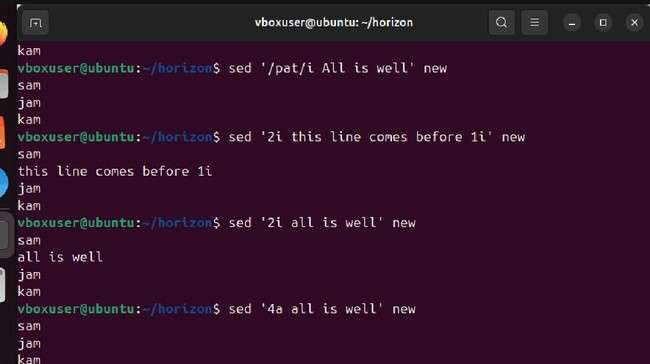 vboxuser@ubuntu: ~/horizon
kam
vboxuser@ubuntu:~/horizon$ sed '/pat/i All is well' new
sam
jam
kam
vboxuser@ubuntu:~/horizon$ sed '2i this line comes before 1i' new
sam
this line comes before 1i
jam
kam
vboxuser@ubuntu:~/horizon$ sed '2i all is well' new
sam
all is well
jam
kam
vboxuser@ubuntu:~/horizon$ sed '4a all is well' new
sam
jam
kam